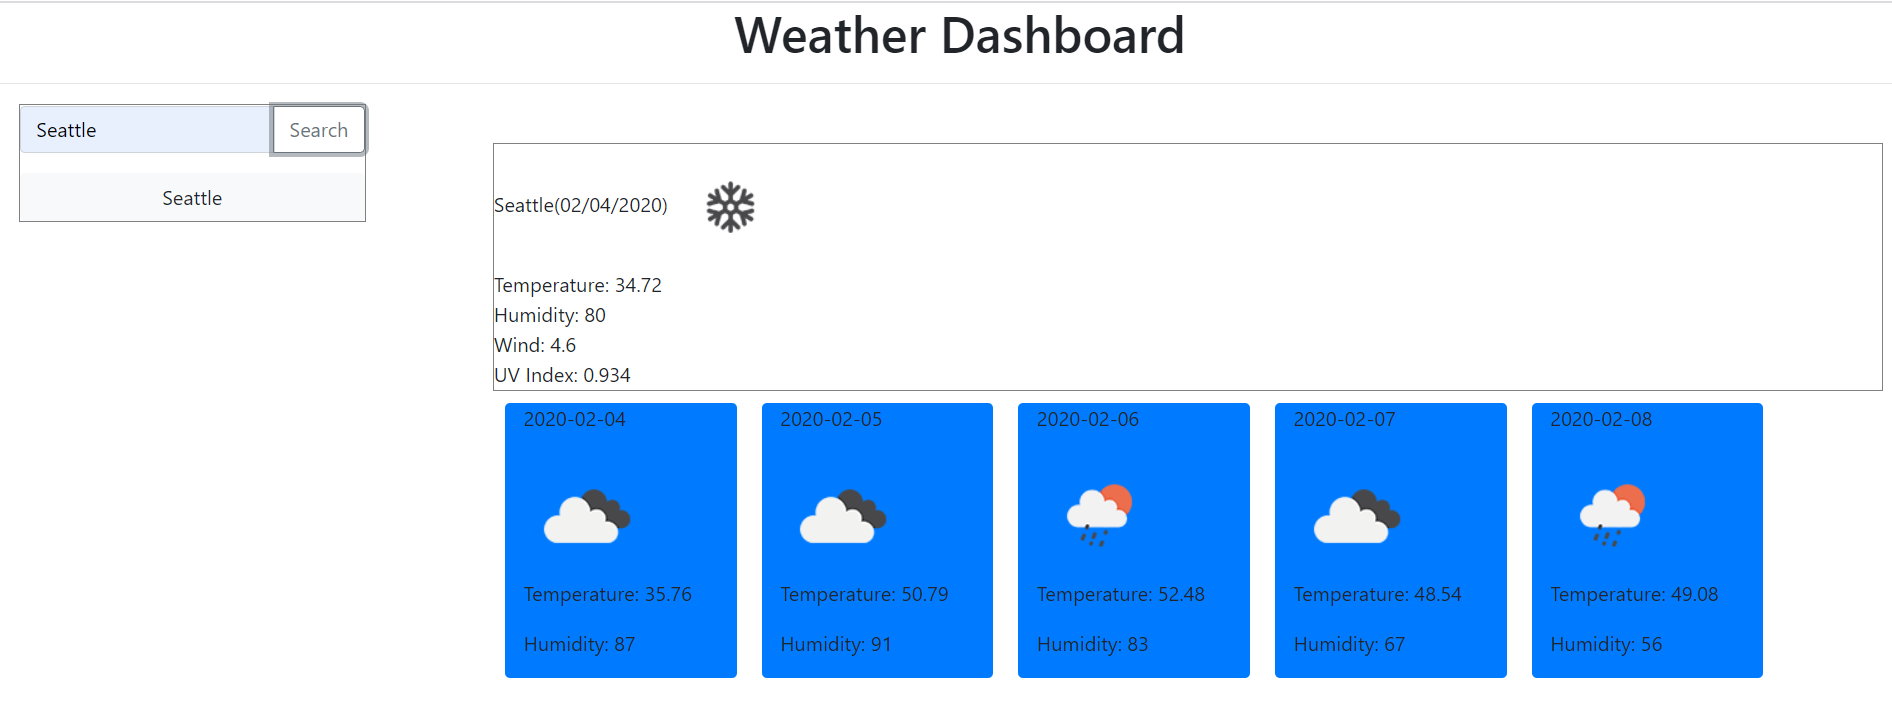 Weather Dashboard
Seattle
Search
Seattle
Seattle(02/04/2020)
Temperature: 34.72
Humidity: 80
Wind: 4.6
UV Index: 0.934
2020-02-04
Temperature: 35.76
Humidity: 87
2020-02-05
Temperature: 50.79
Humidity: 91
2020-02-06
Temperature: 52.48
Humidity: 83
2020-02-07
Temperature: 48.54
Humidity: 67
2020-02-08
Temperature: 49.08
Humidity: 56